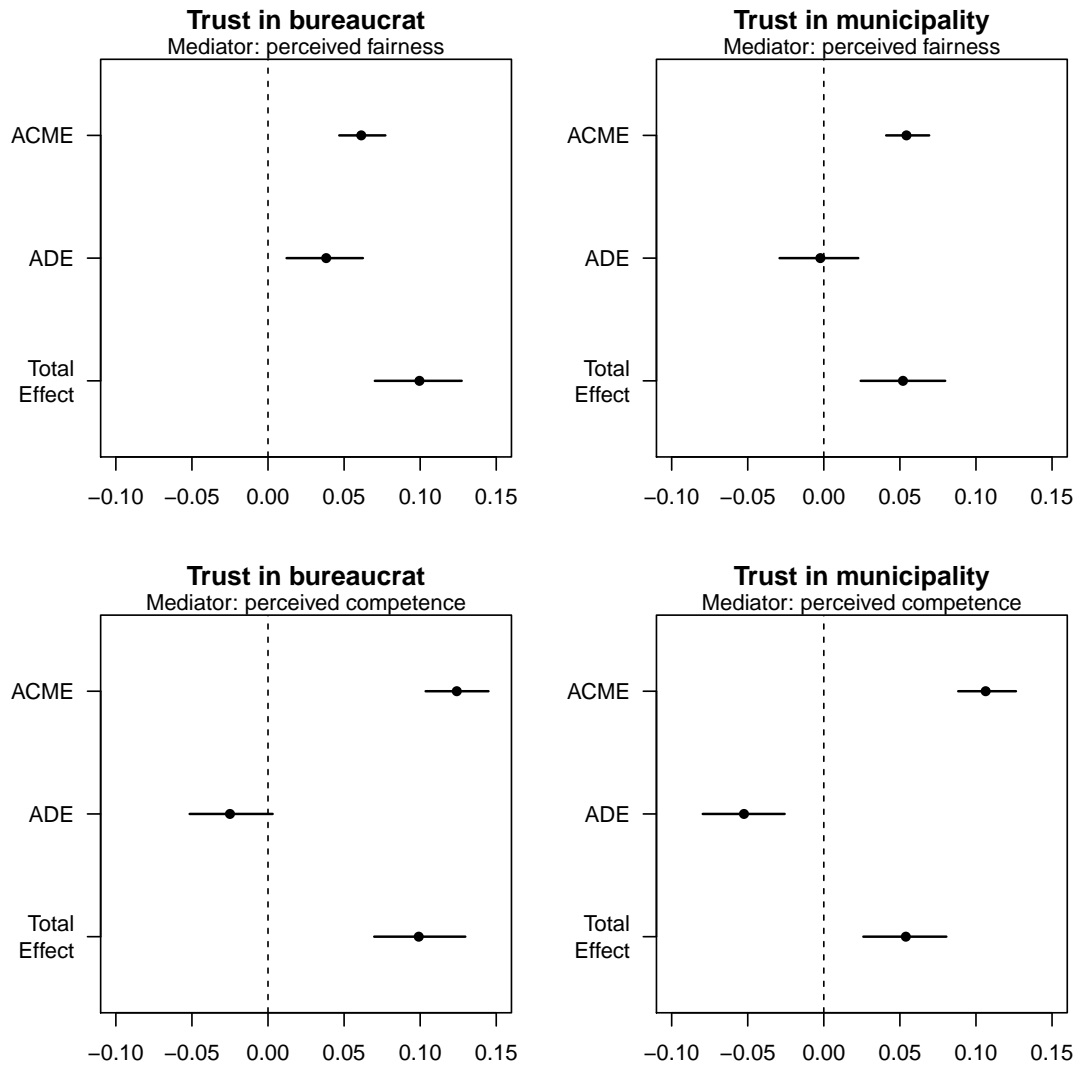 Trust in bureaucrat
Mediator: perceived fairness
ACME
ADE
Total
Effect
−0.10 −0.05 0.00 0.05 0.10 0.15
Trust in municipality
Mediator: perceived fairness
ACME
ADE
Total
Effect
−0.10 −0.05 0.00 0.05 0.10 0.15
Trust in bureaucrat
Mediator: perceived competence
ACME
ADE
Total
Effect
−0.10 −0.05 0.00 0.05 0.10 0.15
Trust in municipality
Mediator: perceived competence
ACME
ADE
Total
Effect
−0.10 −0.05 0.00 0.05 0.10 0.15